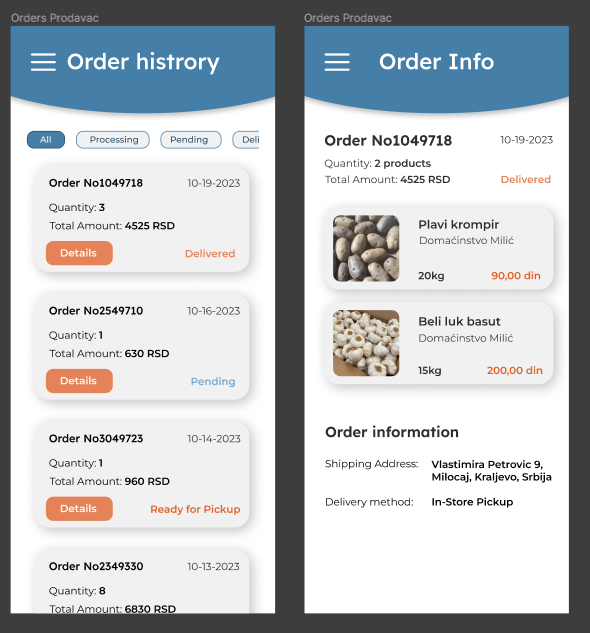 Orders Prodavac
Order histrory
All
Processing
Pending
Deli
Order No1049718
10-19-2023
Quantity: 3
Total Amount: 4525 RSD
Details
Delivered
Order No2549710
10-16-2023
Quantity: 1
Total Amount: 630 RSD
Details
Pending
Order No3049723
10-14-2023
Quantity: 1
Total Amount: 960 RSD
Details
Ready for Pickup
Order No2349330
10-13-2023
Quantity: 8
Total Amount: 6830 RSD
Orders Prodavac
Order Info
Order No1049718
10-19-2023
Quantity: 2 products
Total Amount: 4525 RSD
Delivered
Plavi krompir
Domaćinstvo Milić
20kg
90,00 din
Beli luk basut
Domaćinstvo Milić
15kg
200,00 din
Order information
Shipping Address:
Vlastimira Petrovic 9,
Milocaj, Kraljevo, Srbija
Delivery method:
In-Store Pickup